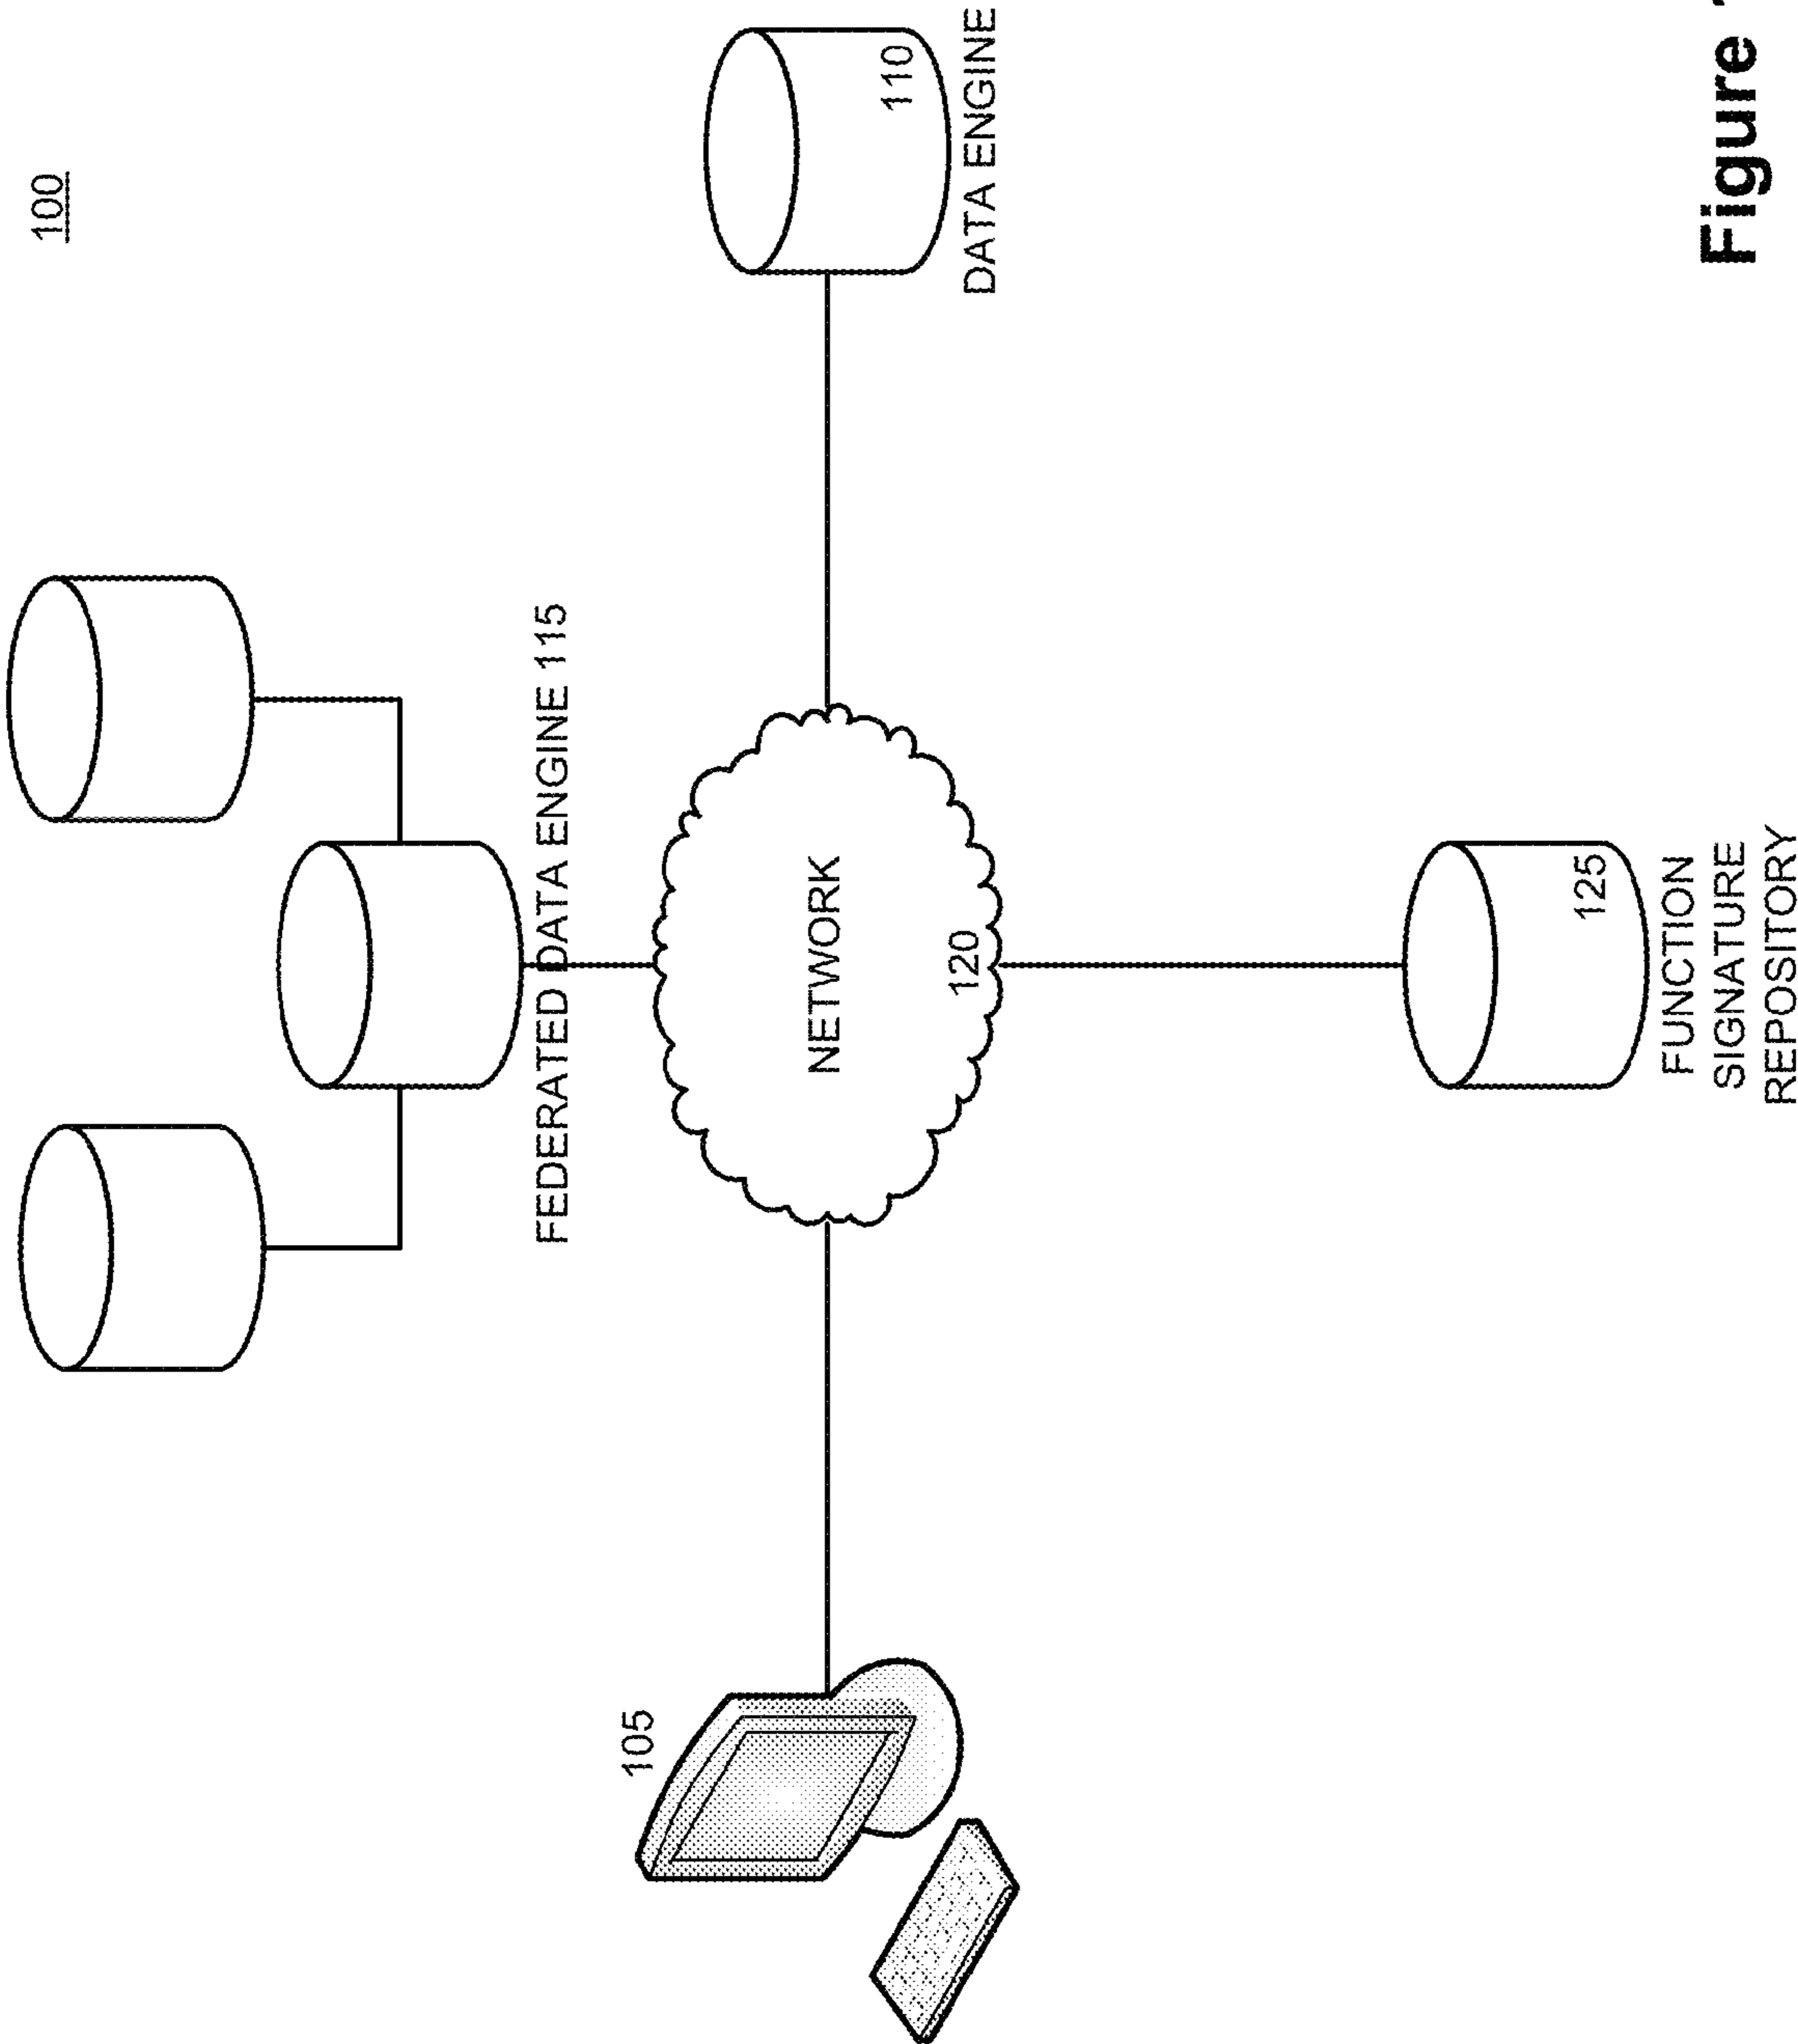 100
FEDERATED DATA ENGINE 115
105
NETWORK
120
110
DATA ENGINE
125
FUNCTION
SIGNATURE
REPOSITORY
Figure